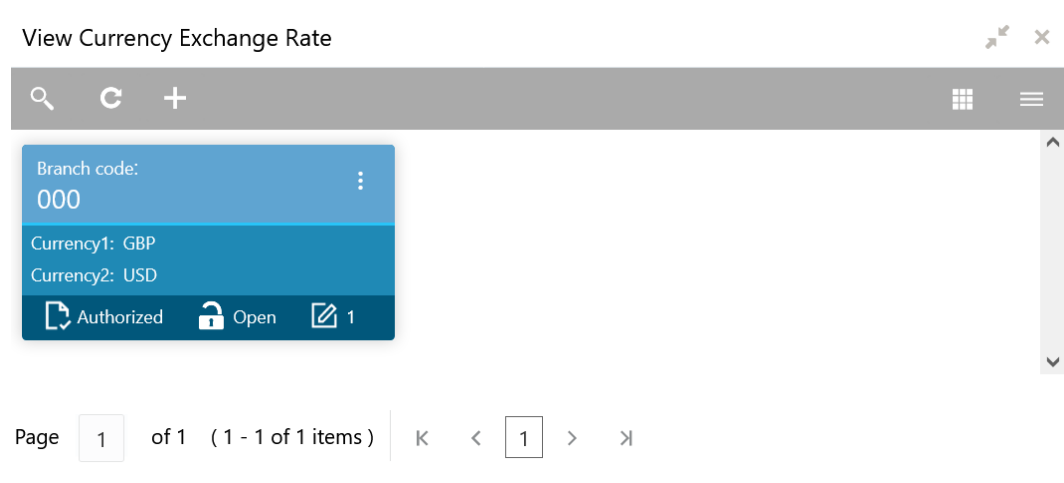 View Currency Exchange Rate
Branch code:
000
Currency1: GBP
Currency2: USD
Authorized Open 1
Page 1 of 1 ( 1 - 1 of 1 items ) 1